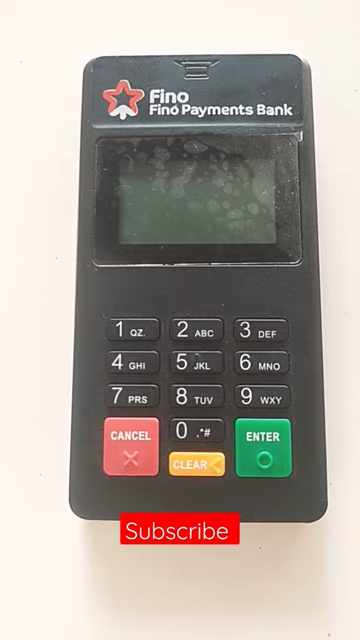 Fino
Fino Payments Bank
1 QZ. 2 ABC 3 DEF
4 GHI 5 JKL 6 MNO
7 PRS 8 TUV 9 WXY
CANCEL 0 .*# ENTER
CLEAR
Subscribe